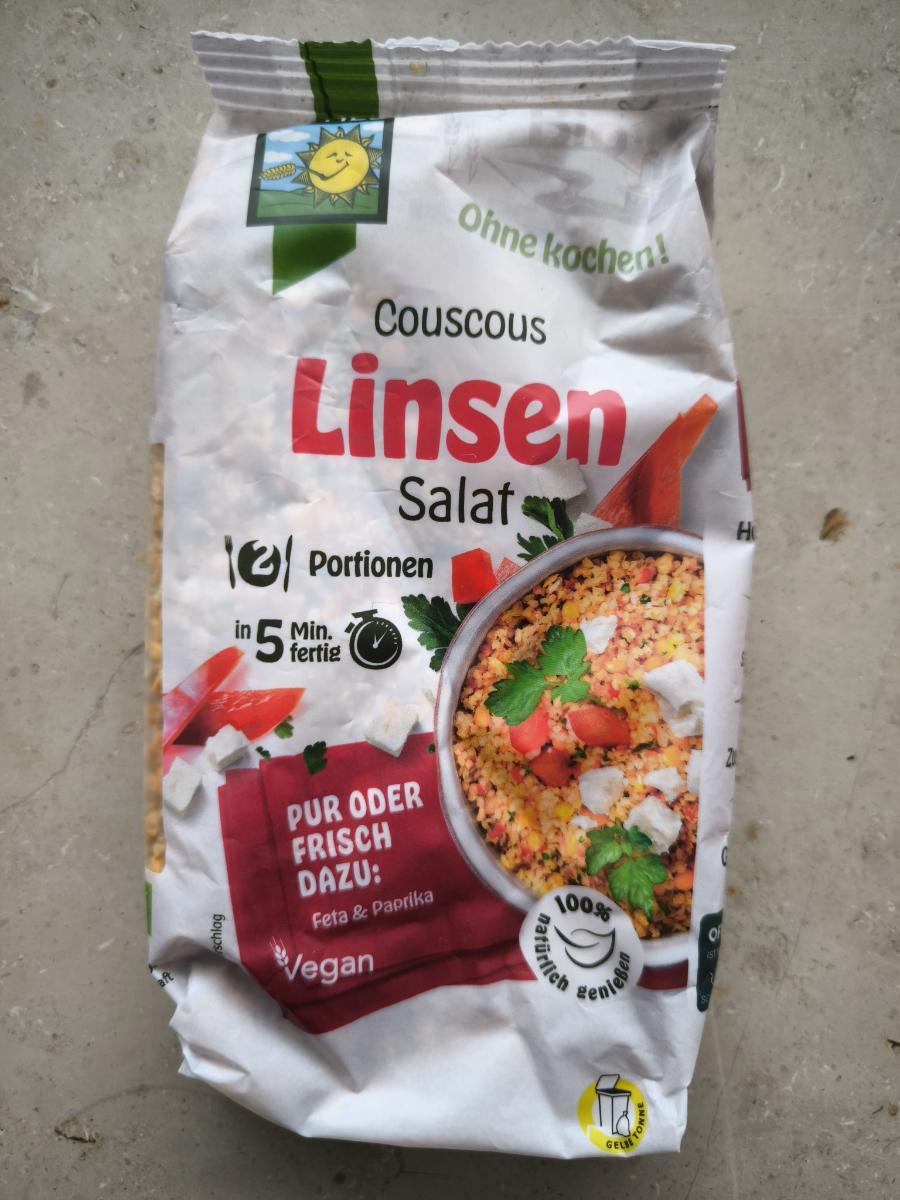 Ohne kochen!
Couscous
Linsen
Salat
2 Portionen
in 5 Min.
fertig
PUR ODER
FRISCH
DAZU:
Feta & Paprika
Vegan
100%
natürlich genießen
GELBE TONNE